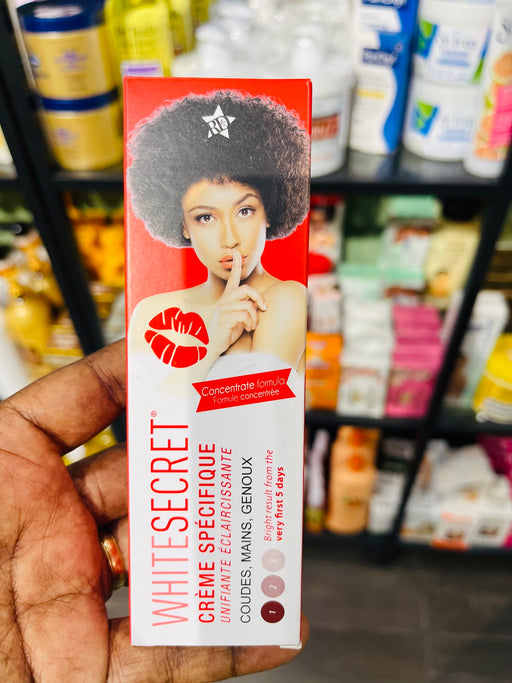 Concentrate formula
Formule concentrée
WHITESECRET®
CRÈME SPÉCIFIQUE
UNIFIANTE ÉCLAIRCISSANTE
COUDES, MAINS, GENOUX
Bright result from the
very first 5 days
1 2 3